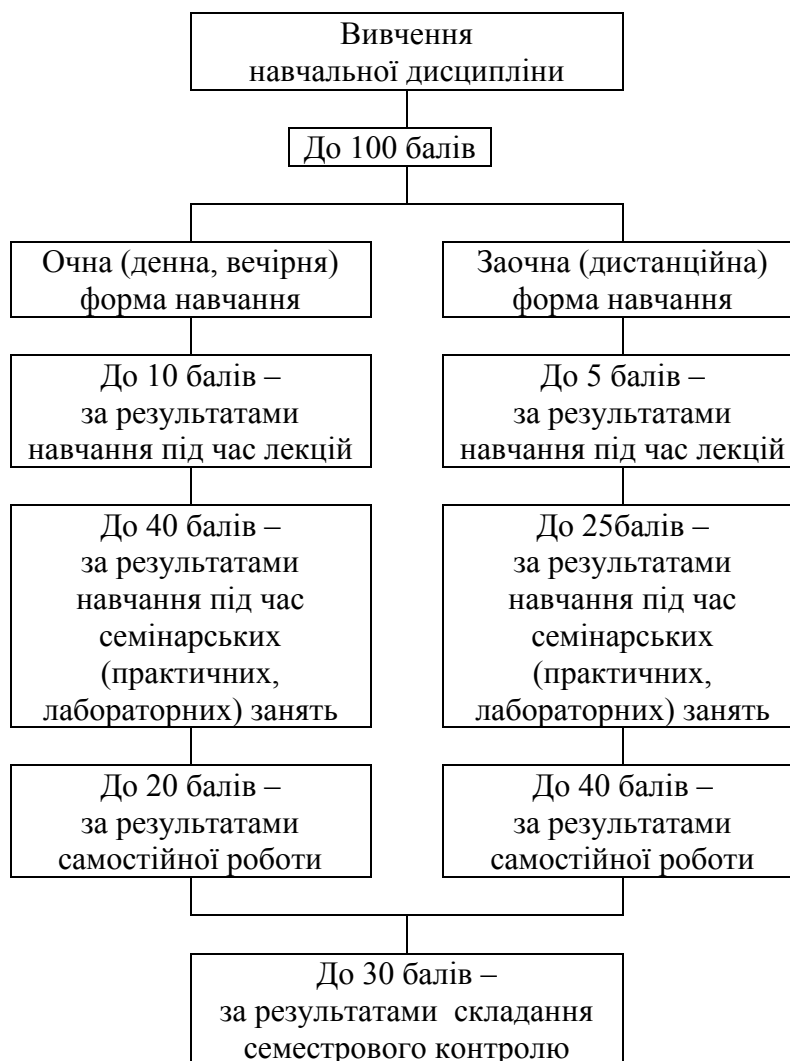 Вивчення
навчальної дисципліни
До 100 балів
Очна (денна, вечірня)
форма навчання
Заочна (дистанційна)
форма навчання
До 10 балів –
за результатами
навчання під час лекцій
До 5 балів –
за результатами
навчання під час лекцій
До 40 балів –
за результатами
навчання під час
семінарських
(практичних,
лабораторних) занять
До 25балів –
за результатами
навчання під час
семінарських
(практичних,
лабораторних) занять
До 20 балів –
за результатами
самостійної роботи
До 40 балів –
за результатами
самостійної роботи
До 30 балів –
за результатами складання
семестрового контролю